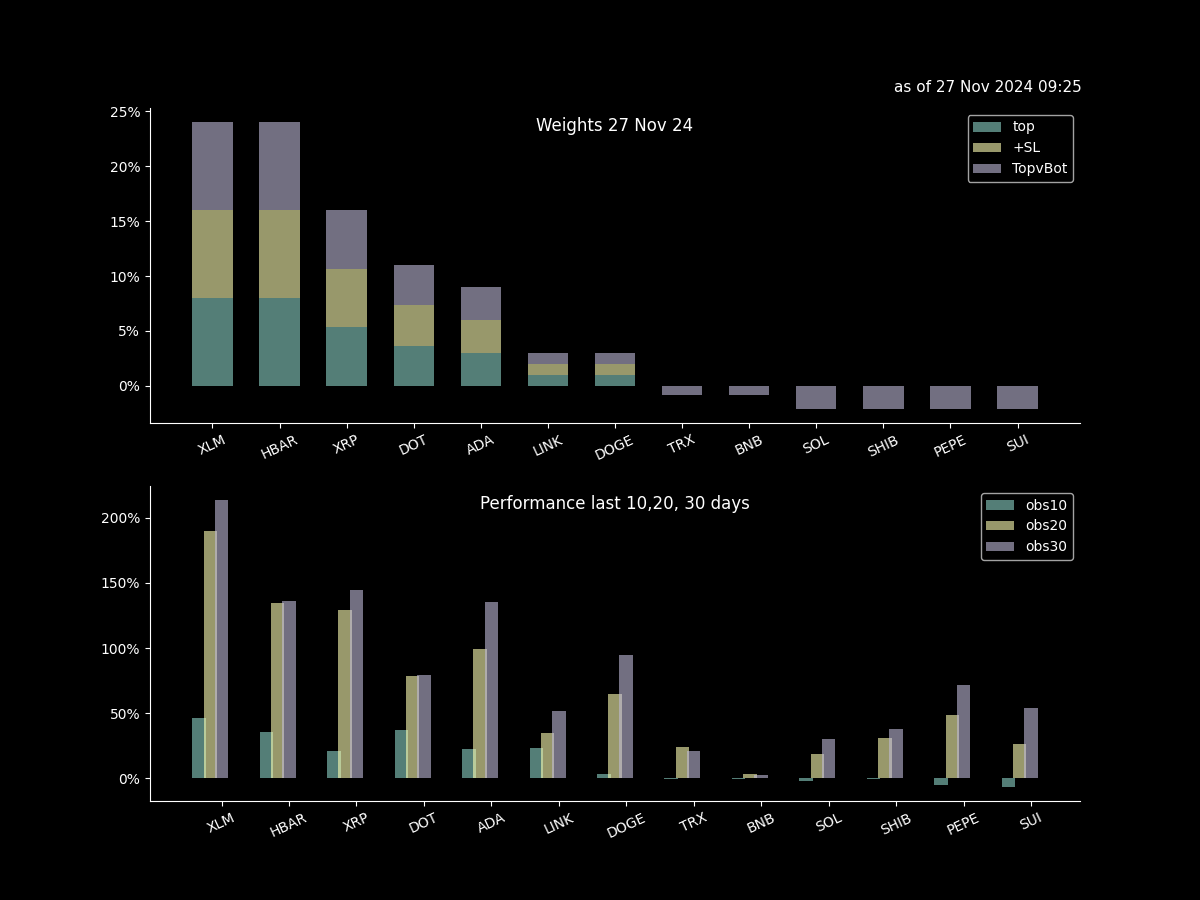 as of 27 Nov 2024 09:25
Weights 27 Nov 24
top
+SL
TopvBot
25%
20%
15%
10%
5%
0%
XLM HBAR XRP DOT ADA LINK DOGE TRX BNB SOL SHIB PEPE SUI
Performance last 10,20, 30 days
obs10
obs20
obs30
200%
150%
100%
50%
0%
XLM HBAR XRP DOT ADA LINK DOGE TRX BNB SOL SHIB PEPE SUI